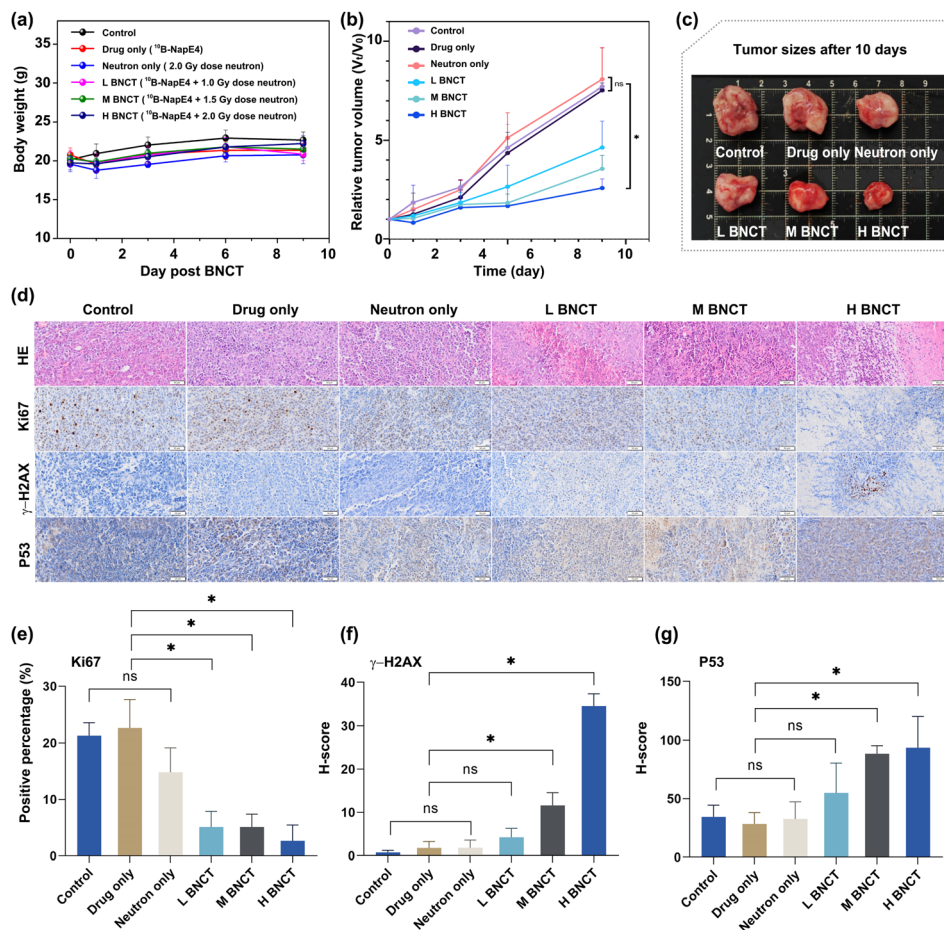 (a)
Control
Drug only (¹⁰B-NapE4)
Neutron only (2.0 Gy dose neutron)
L BNCT (¹⁰B-NapE4 + 1.0 Gy dose neutron)
M BNCT (¹⁰B-NapE4 + 1.5 Gy dose neutron)
H BNCT (¹⁰B-NapE4 + 2.0 Gy dose neutron)
Body weight (g)
35
30
25
20
15
10
0 2 4 6 8 10
Day post BNCT
(b)
Control
Drug only
Neutron only
L BNCT
M BNCT
H BNCT
ns
*
Relative tumor volume (Vₜ/V₀)
10
5
0
0 2 4 6 8 10
Time (day)
(c)
Tumor sizes after 10 days
Control Drug only Neutron only
L BNCT M BNCT H BNCT
(d)
Control Drug only Neutron only L BNCT M BNCT H BNCT
HE
Ki67
γ–H2AX
P53
(e)
Ki67
*
*
*
ns
Positive percentage (%)
30
20
10
0
Control
Drug only
Neutron only
L BNCT
M BNCT
H BNCT
(f)
γ–H2AX
*
*
ns
ns
H-score
40
30
20
10
0
Control
Drug only
Neutron only
L BNCT
M BNCT
H BNCT
(g)
P53
*
*
ns
ns
H-score
150
100
50
0
Control
Drug only
Neutron only
L BNCT
M BNCT
H BNCT